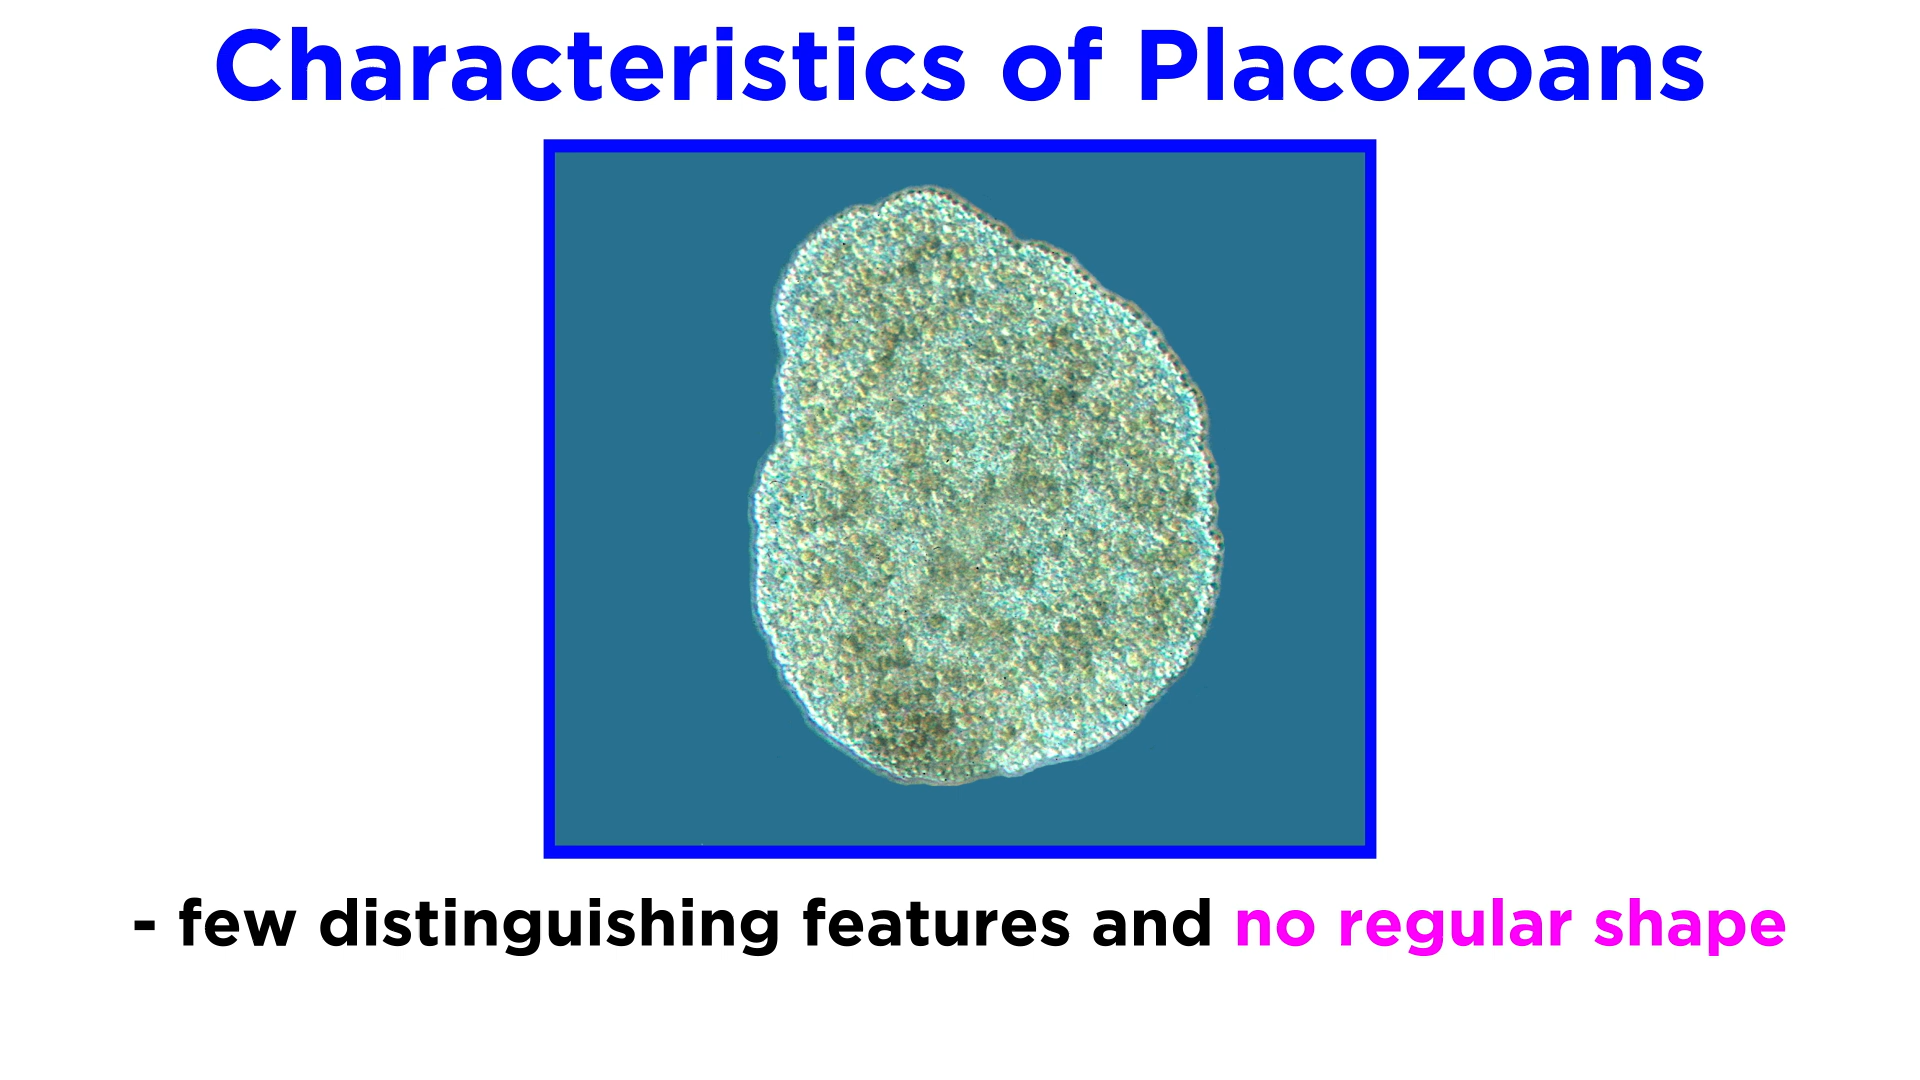 Characteristics of Placozoans
- few distinguishing features and no regular shape